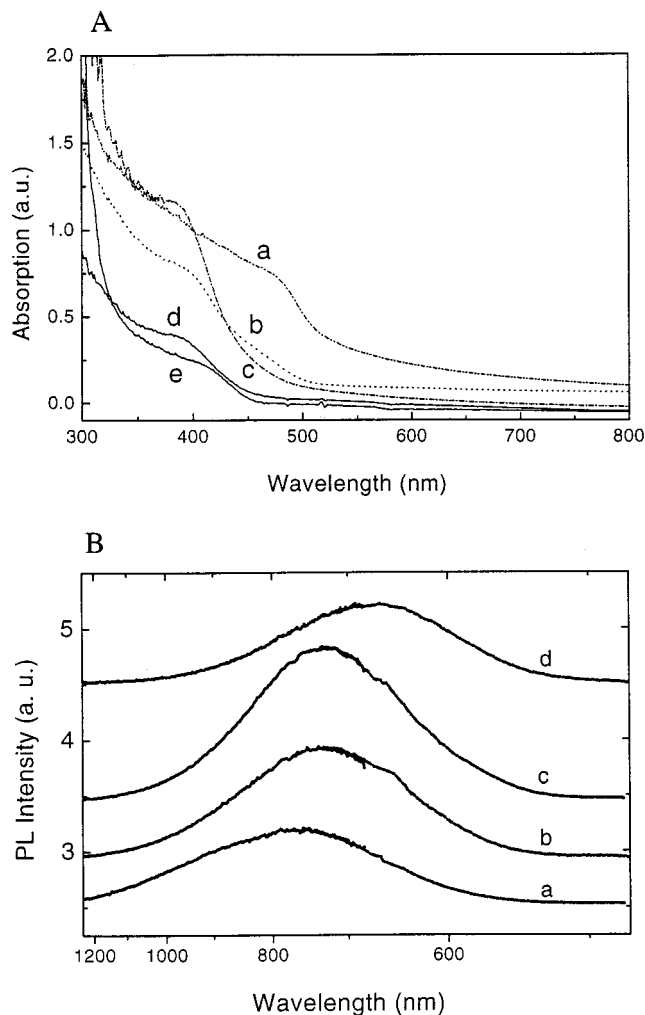 A
2.0
1.5
1.0
0.5
0.0
Absorption (a.u.)
a
b
c
d
e
300 400 500 600 700 800
Wavelength (nm)
B
5
4
3
PL Intensity (a. u.)
d
c
b
a
1200 1000 800 600
Wavelength (nm)